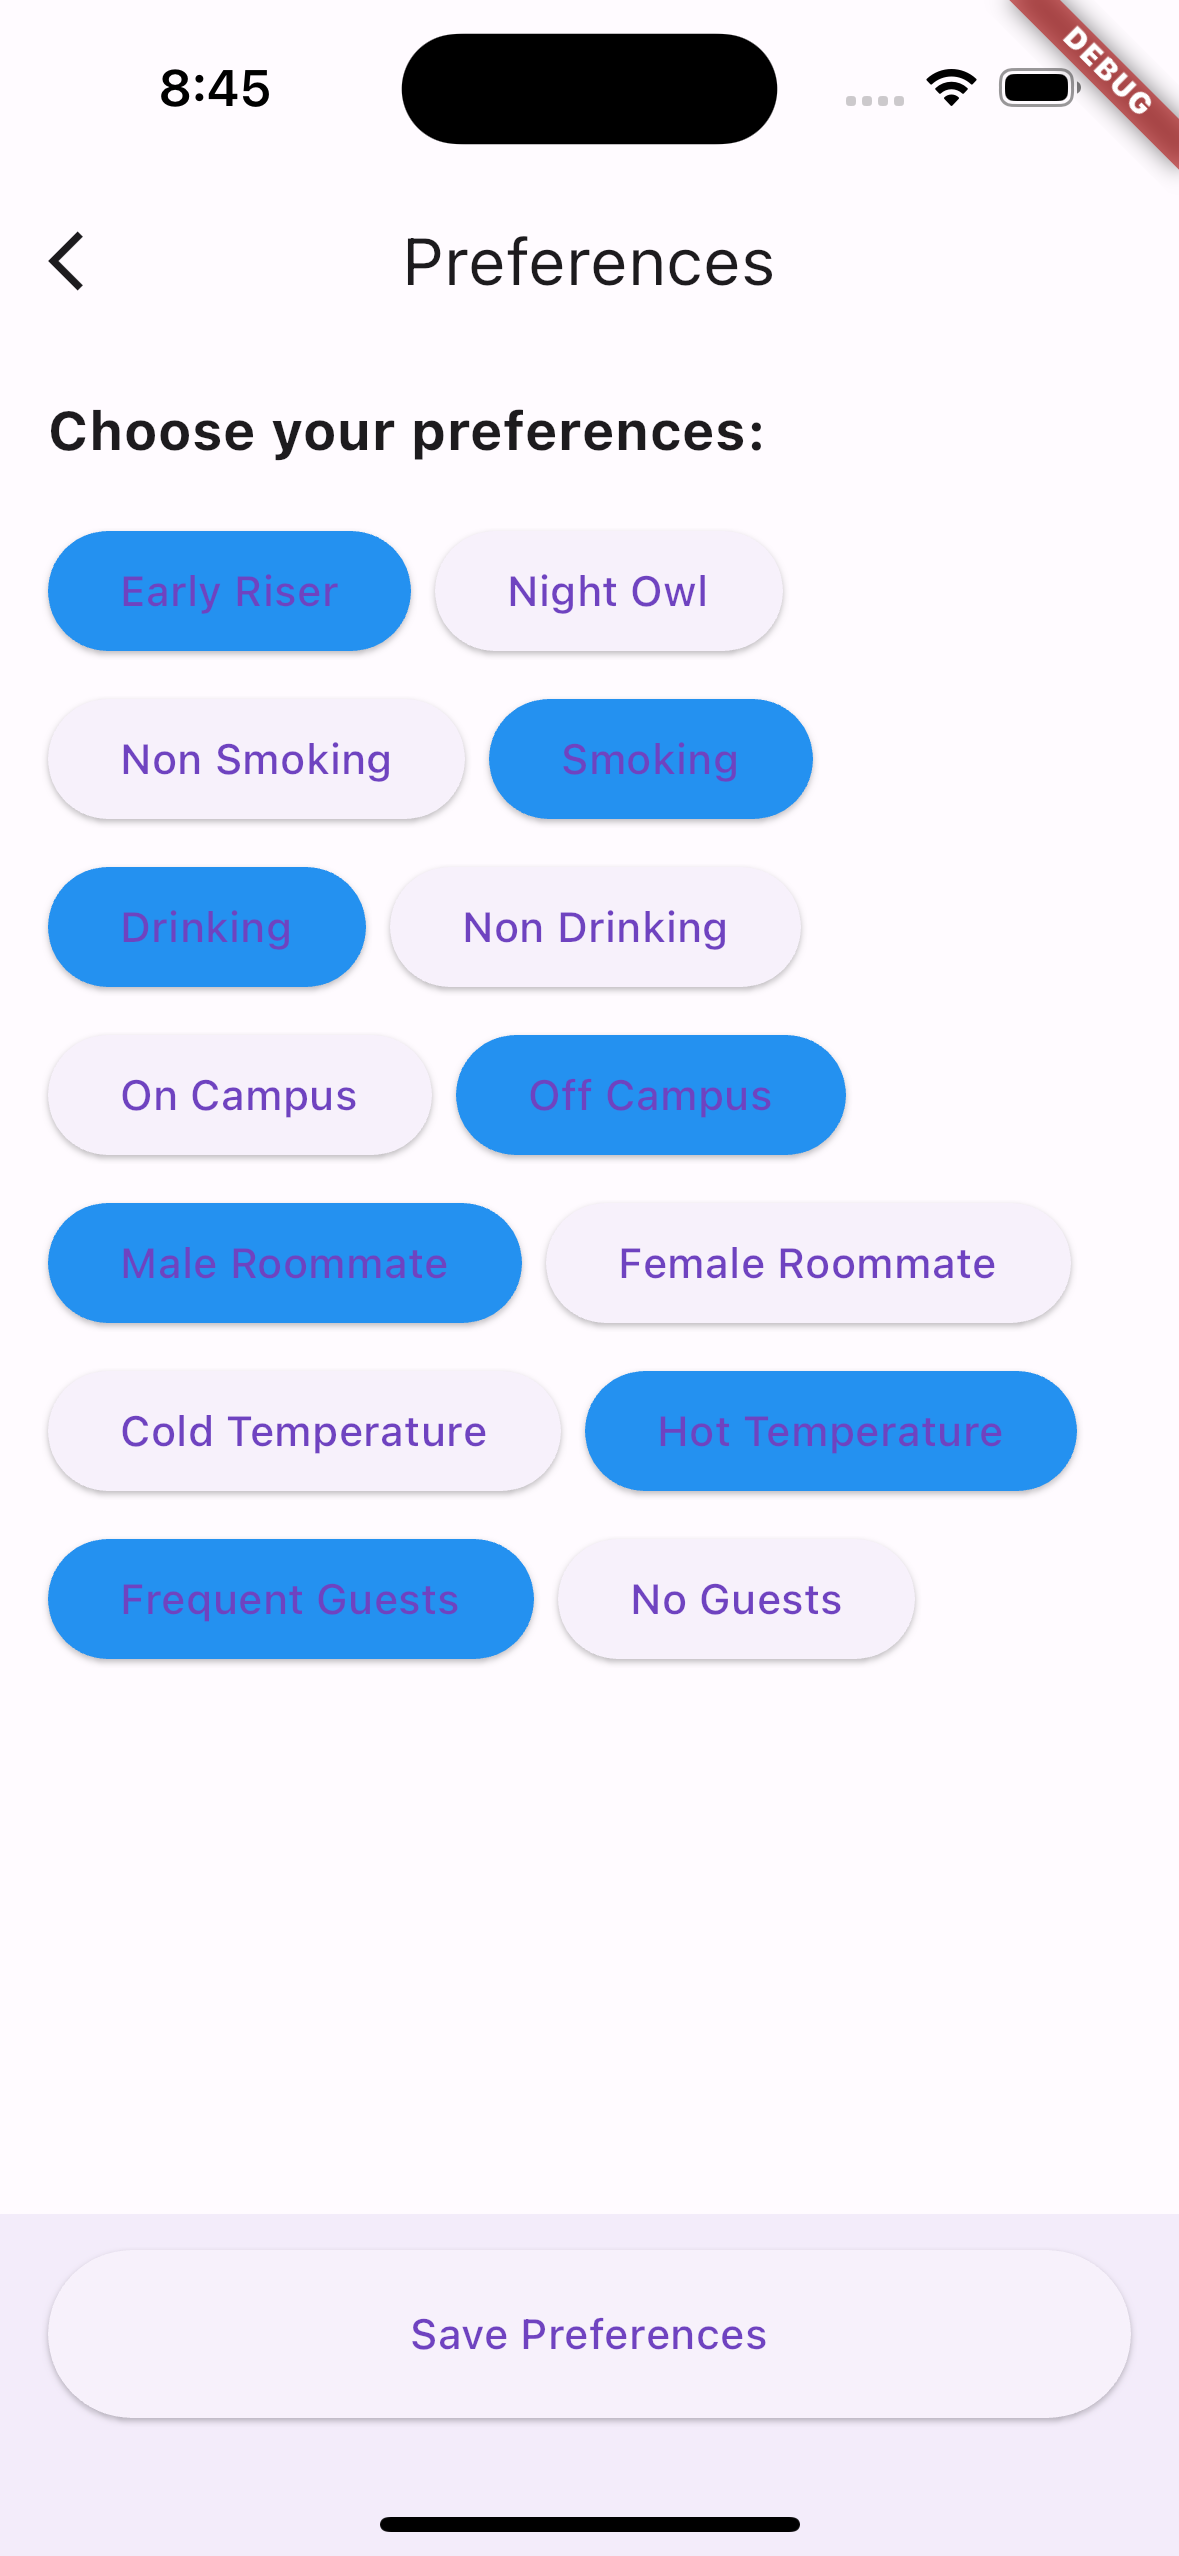 8:45
DEBUG
Preferences
Choose your preferences:
Early Riser Night Owl
Non Smoking Smoking
Drinking Non Drinking
On Campus Off Campus
Male Roommate Female Roommate
Cold Temperature Hot Temperature
Frequent Guests No Guests
Save Preferences